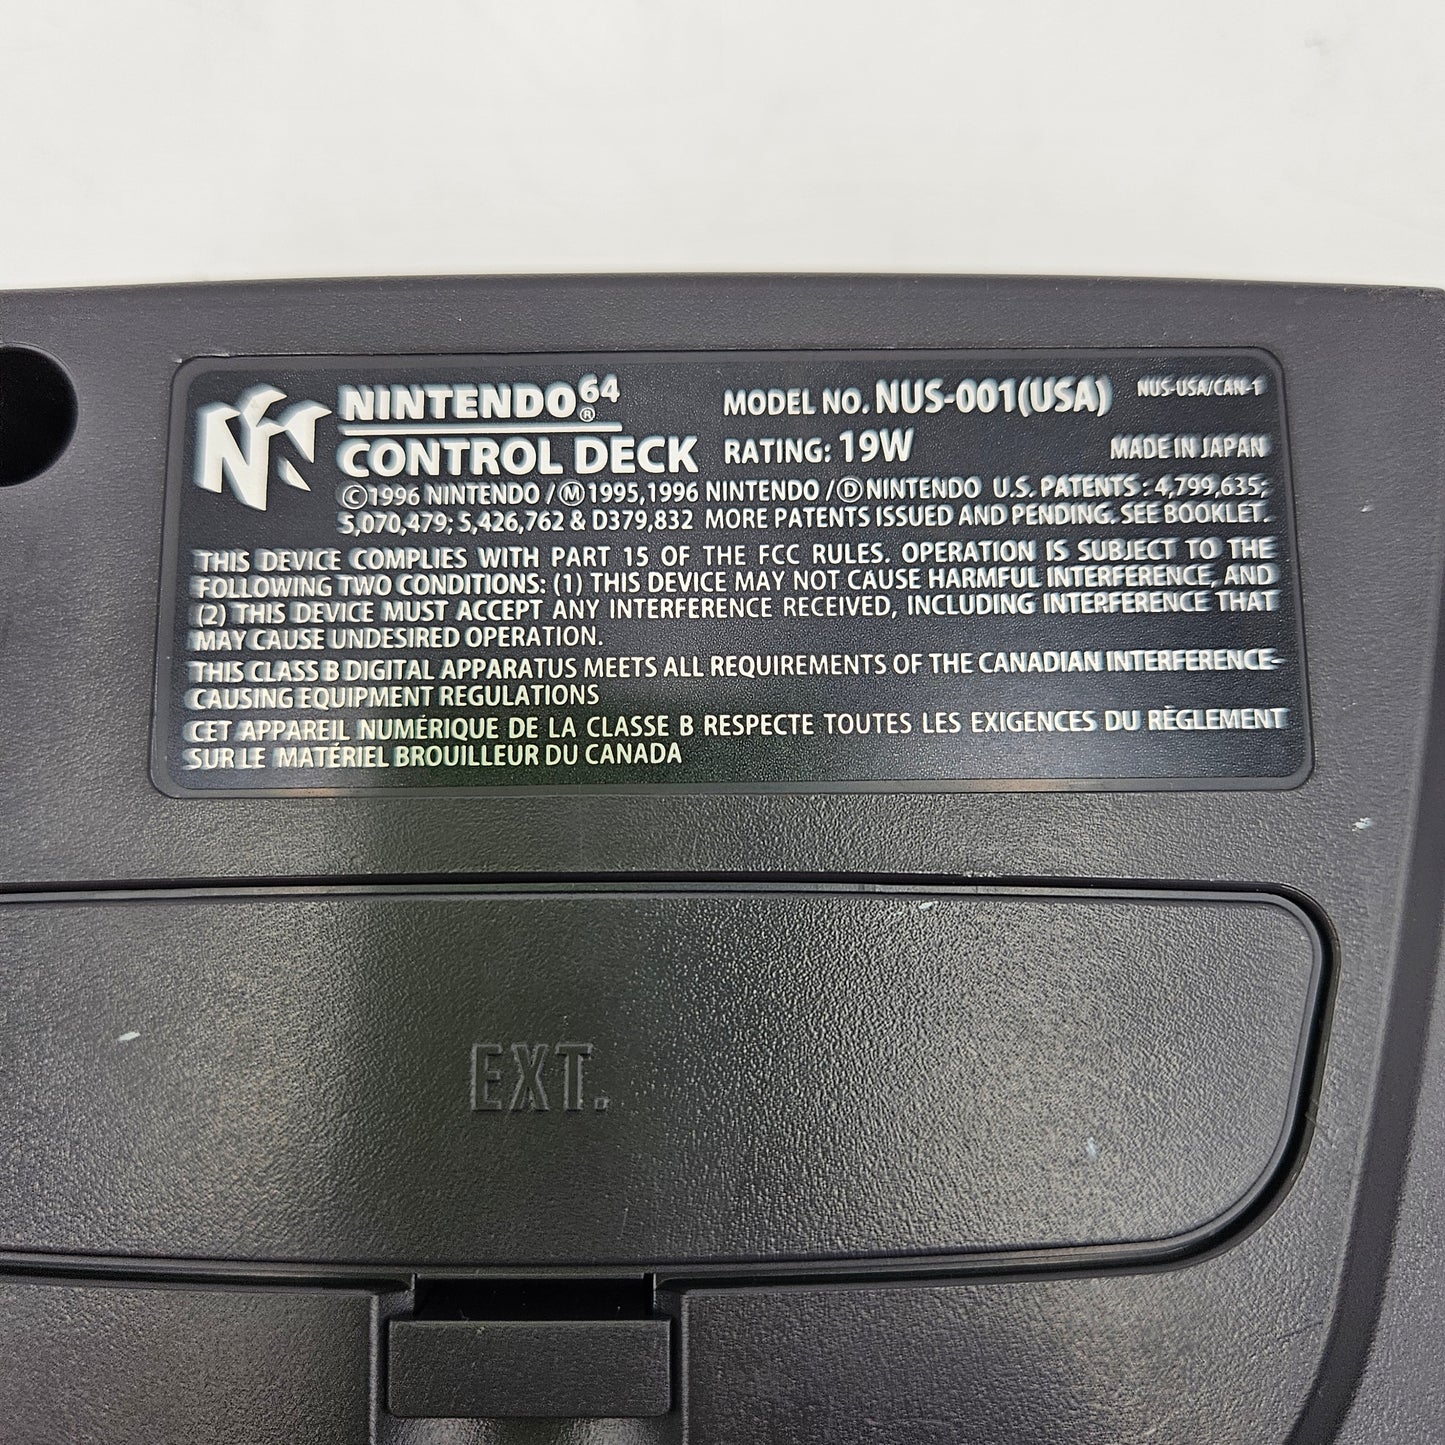 NINTENDO⁶⁴®
CONTROL DECK
MODEL NO. NUS-001(USA)
NUS-USA/CAN-1
RATING: 19W
MADE IN JAPAN
©1996 NINTENDO /Ⓜ1995,1996 NINTENDO /ⒹNINTENDO U.S. PATENTS : 4,799,635;
5,070,479; 5,426,762 & D379,832 MORE PATENTS ISSUED AND PENDING. SEE BOOKLET.
THIS DEVICE COMPLIES WITH PART 15 OF THE FCC RULES. OPERATION IS SUBJECT TO THE
FOLLOWING TWO CONDITIONS: (1) THIS DEVICE MAY NOT CAUSE HARMFUL INTERFERENCE, AND
(2) THIS DEVICE MUST ACCEPT ANY INTERFERENCE RECEIVED, INCLUDING INTERFERENCE THAT
MAY CAUSE UNDESIRED OPERATION.
THIS CLASS B DIGITAL APPARATUS MEETS ALL REQUIREMENTS OF THE CANADIAN INTERFERENCE-
CAUSING EQUIPMENT REGULATIONS
CET APPAREIL NUMÉRIQUE DE LA CLASSE B RESPECTE TOUTES LES EXIGENCES DU RÈGLEMENT
SUR LE MATÉRIEL BROUILLEUR DU CANADA
EXT.